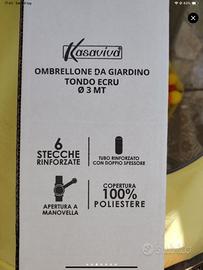 Kasaviva
OMBRELLONE DA GIARDINO
TONDO ECRU
Ø 3 MT
6
STECCHE
RINFORZATE
TUBO RINFORZATO
CON DOPPIO SPESSORE
APERTURA A
MANOVELLA
COPERTURA
100%
POLIESTERE
subito